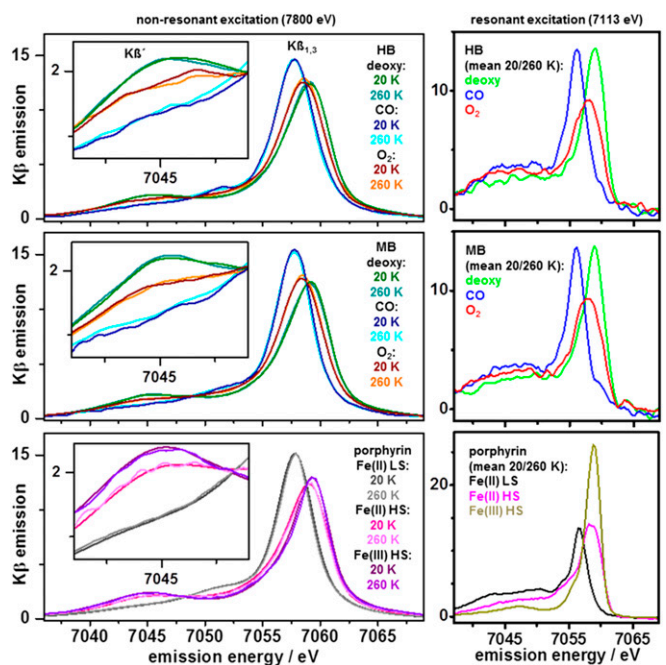 non-resonant excitation (7800 eV)
resonant excitation (7113 eV)
Kβ emission
15
0
Kß´
Kß1,3
2
7045
HB
deoxy:
20 K
260 K
CO:
20 K
260 K
O2:
20 K
260 K
10
0
HB
(mean 20/260 K):
deoxy
CO
O2
Kβ emission
15
0
2
7045
MB
deoxy:
20 K
260 K
CO:
20 K
260 K
O2:
20 K
260 K
10
0
MB
(mean 20/260 K):
deoxy
CO
O2
Kβ emission
15
0
2
7045
porphyrin
Fe(II) LS:
20 K
260 K
Fe(II) HS:
20 K
260 K
Fe(III) HS:
20 K
260 K
7040 7045 7050 7055 7060 7065
emission energy / eV
20
10
0
porphyrin
(mean 20/260 K):
Fe(II) LS
Fe(II) HS
Fe(III) HS
7045 7055 7065
emission energy / eV